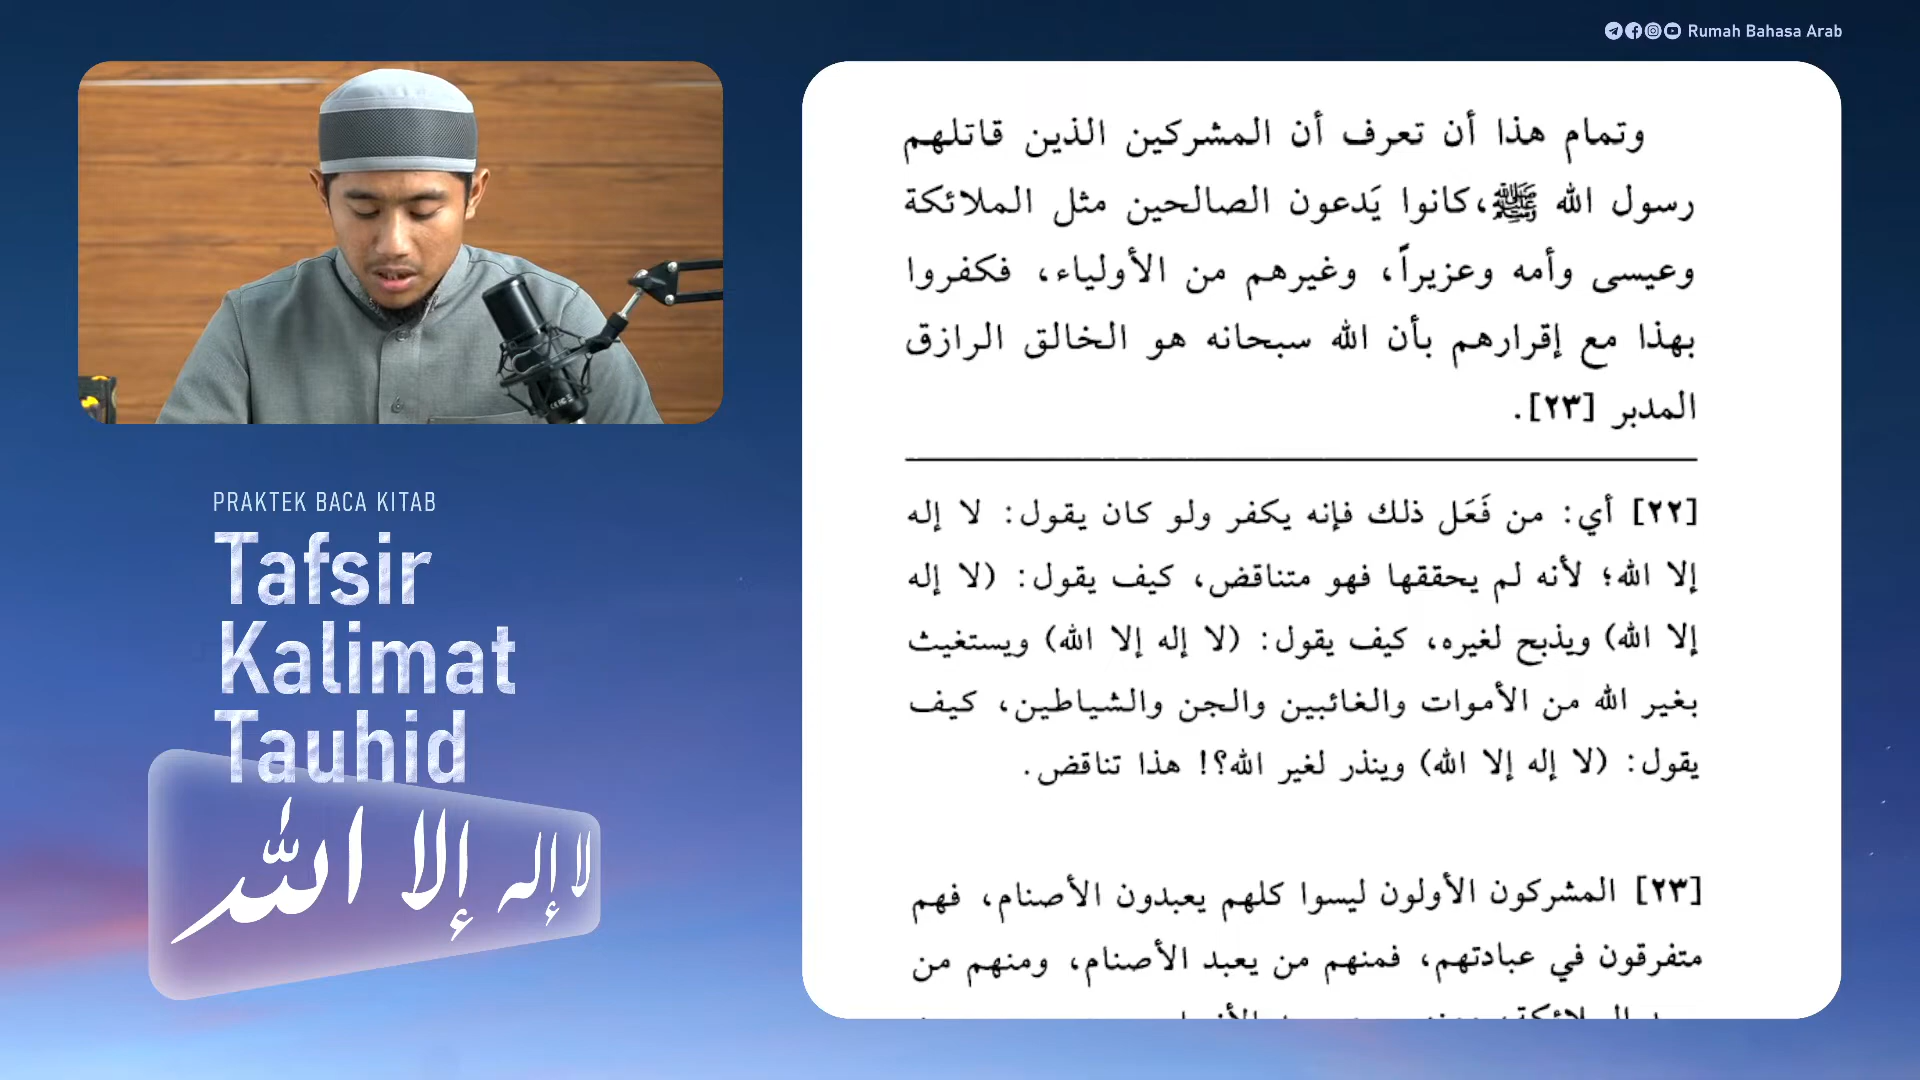 Rumah Bahasa Arab
وتمام هذا أن تعرف أن المشركين الذين قاتلهم
رسول الله ﷺ،كانوا يَدعون الصالحين مثل الملائكة
وعيسى وأمه وعزيراً، وغيرهم من الأولياء، فكفروا
بهذا مع إقرارهم بأن الله سبحانه هو الخالق الرازق
المدبر [٢٣].
[٢٢] أي: من فَعَل ذلك فإنه يكفر ولو كان يقول: لا إله
إلا الله؛ لأنه لم يحققها فهو متناقض، كيف يقول: (لا إله
إلا الله) ويذبح لغيره، كيف يقول: (لا إله إلا الله) ويستغيث
بغير الله من الأموات والغائبين والجن والشياطين، كيف
يقول: (لا إله إلا الله) وينذر لغير الله؟! هذا تناقض.
[٢٣] المشركون الأولون ليسوا كلهم يعبدون الأصنام، فهم
متفرقون في عبادتهم، فمنهم من يعبد الأصنام، ومنهم من
PRAKTEK BACA KITAB
Tafsir
Kalimat
Tauhid
لا إله إلا الله